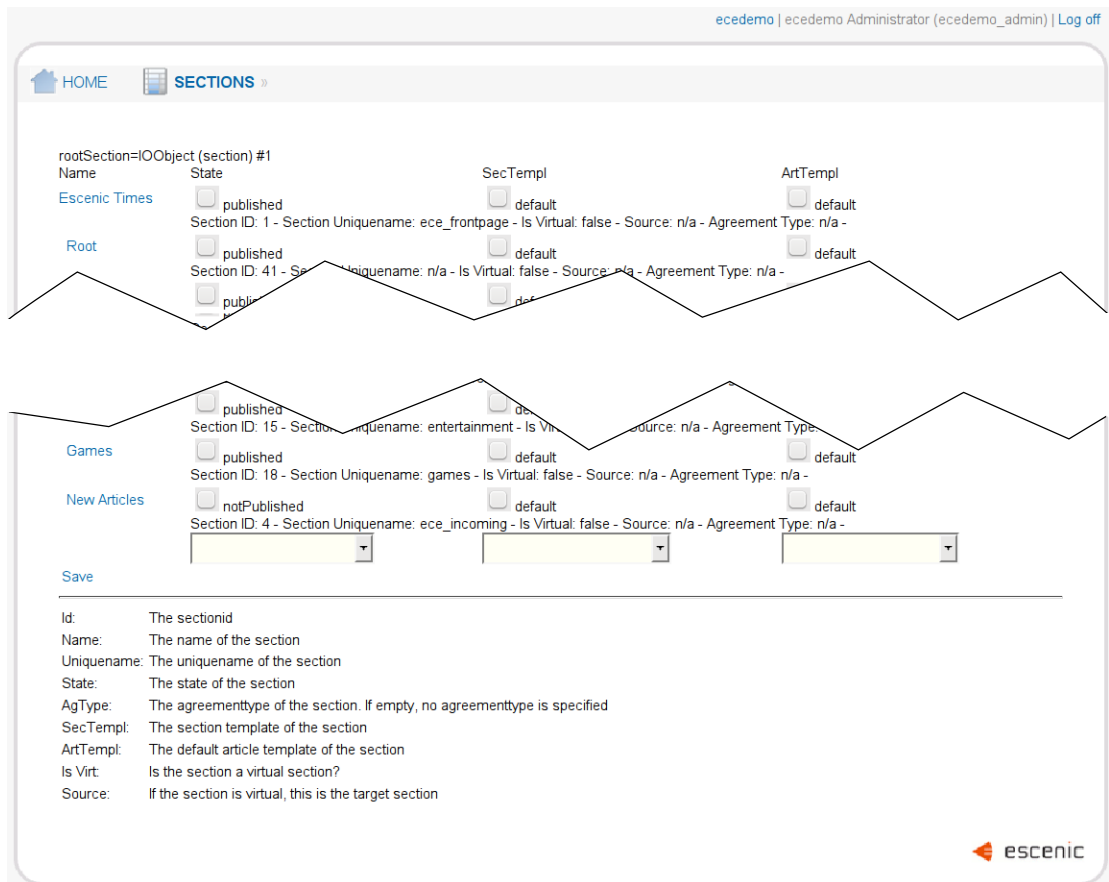 ecedemo | ecedemo Administrator (ecedemo_admin) | Log off
HOME SECTIONS »
rootSection=IOObject (section) #1
Name State SecTempl ArtTempl
Escenic Times published default default
Section ID: 1 - Section Uniquename: ece_frontpage - Is Virtual: false - Source: n/a - Agreement Type: n/a -
Root published default default
Section ID: 41 - Section Uniquename: n/a - Is Virtual: false - Source: n/a - Agreement Type: n/a -
published
Section ID: 15 - Section Uniquename: entertainment - Is Source: n/a - Agreement Type:
Games published default default
Section ID: 18 - Section Uniquename: games - Is Virtual: false - Source: n/a - Agreement Type: n/a -
New Articles notPublished default default
Section ID: 4 - Section Uniquename: ece_incoming - Is Virtual: false - Source: n/a - Agreement Type: n/a -
Save
Id: The sectionid
Name: The name of the section
Uniquename: The uniquename of the section
State: The state of the section
AgType: The agreementtype of the section. If empty, no agreementtype is specified
SecTempl: The section template of the section
ArtTempl: The default article template of the section
Is Virt: Is the section a virtual section?
Source: If the section is virtual, this is the target section
escenic